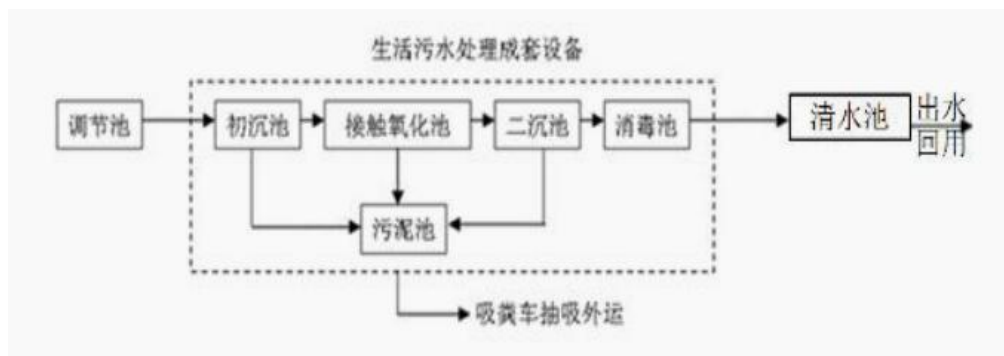 生活污水处理成套设备
调节池
初沉池
接触氧化池
二沉池
消毒池
清水池
出水
回用
污泥池
吸粪车抽吸外运